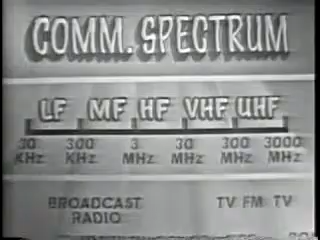 COMM. SPECTRUM
LF MF HF VHF UHF
30 300 3 30 300 3000
KHz KHz MHz MHz MHz MHz
BROADCAST TV FM TV
RADIO